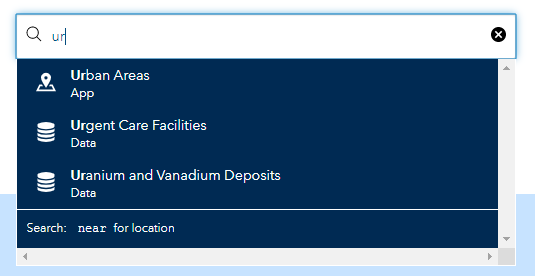 ur
Urban Areas
App
Urgent Care Facilities
Data
Uranium and Vanadium Deposits
Data
Search: near for location